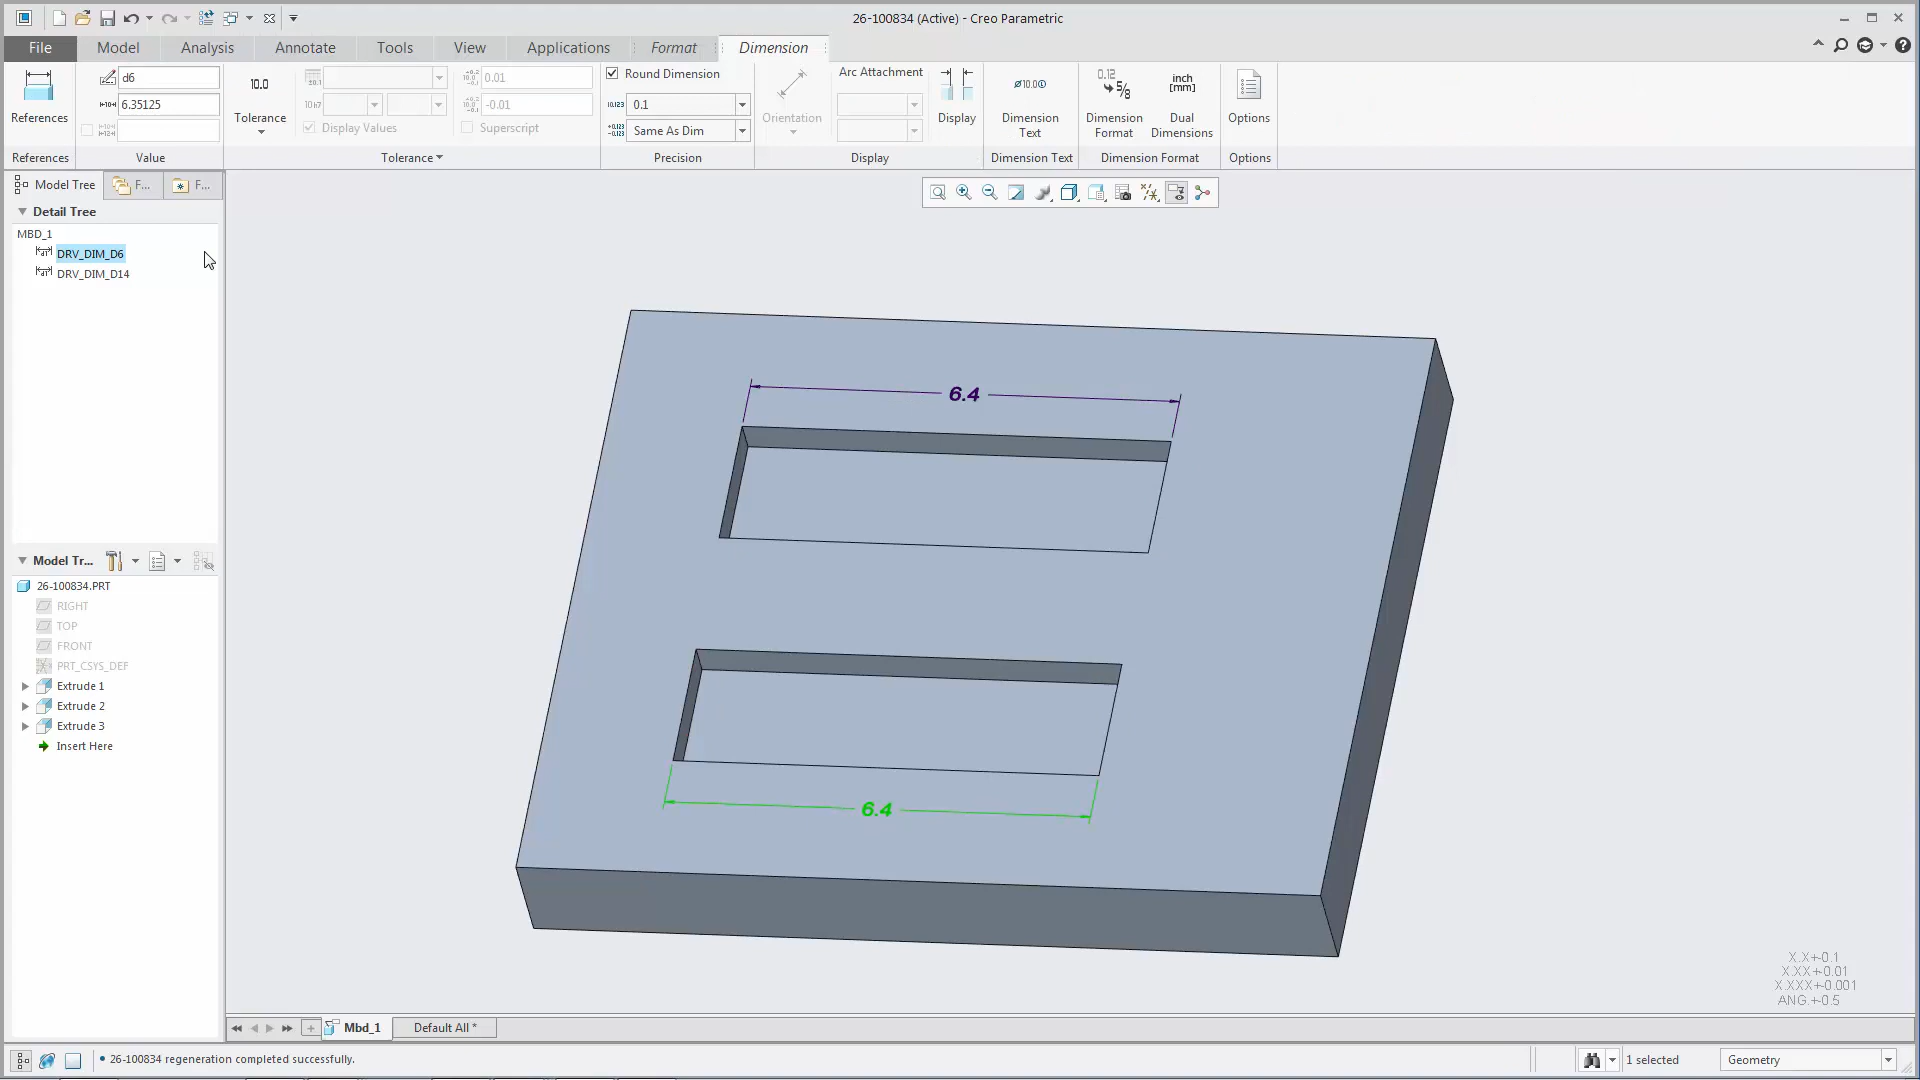 26-100834 (Active) - Creo Parametric
File Model Analysis Annotate Tools View Applications Format Dimension
References
d6
6.35125
10.0
Tolerance
10h7
Display Values
0.01
-0.01
Superscript
Round Dimension
0.1
Same As Dim
Orientation
Arc Attachment
Display
Dimension Text
Dimension Format
inch [mm]
Dual Dimensions
Options
References Value Tolerance Precision Display Dimension Text Dimension Format Options
Model Tree F... F...
Detail Tree
MBD_1
DRV_DIM_D6
DRV_DIM_D14
Model Tr...
26-100834.PRT
RIGHT
TOP
FRONT
PRT_CSYS_DEF
Extrude 1
Extrude 2
Extrude 3
Insert Here
6.4
6.4
X.X+-0.1
X.XX+-0.01
X.XXX+-0.001
ANG.+-0.5
Mbd_1 Default All *
26-100834 regeneration completed successfully.
1 selected
Geometry